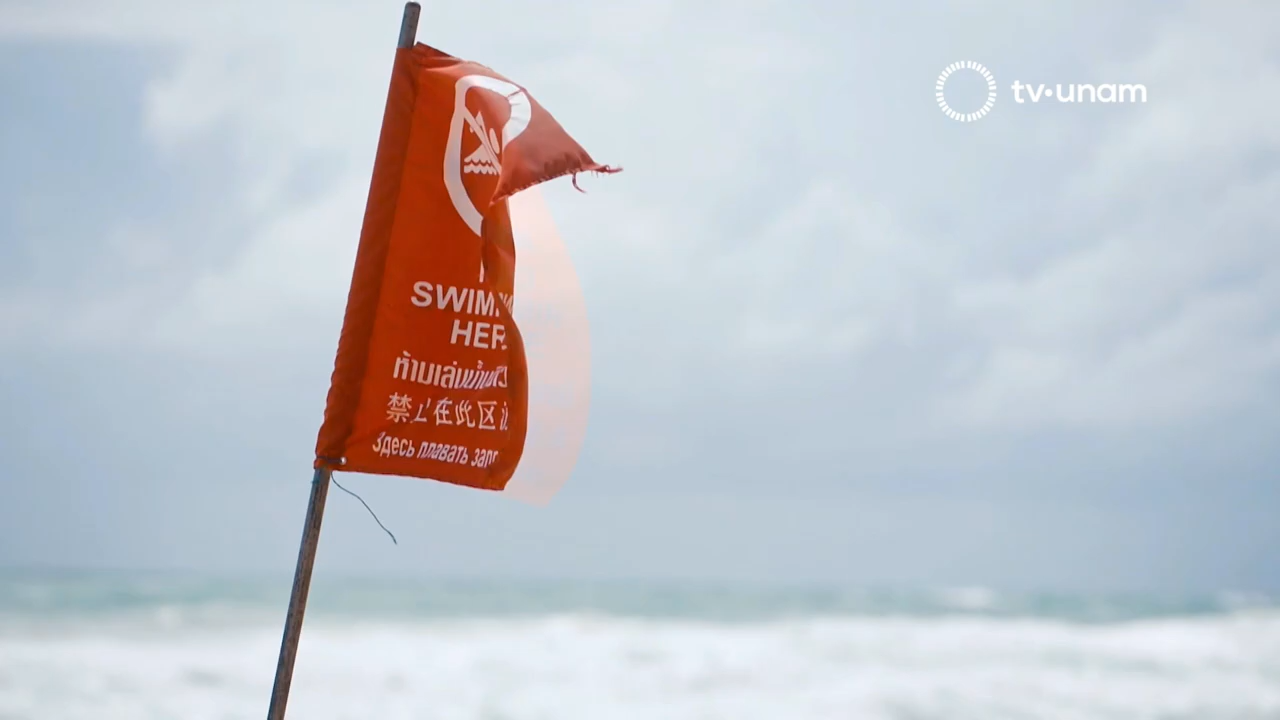 tv·unam
SWIM
HER
ห้ามเล่นน้ำ
禁止在此区
Здесь плавать зап